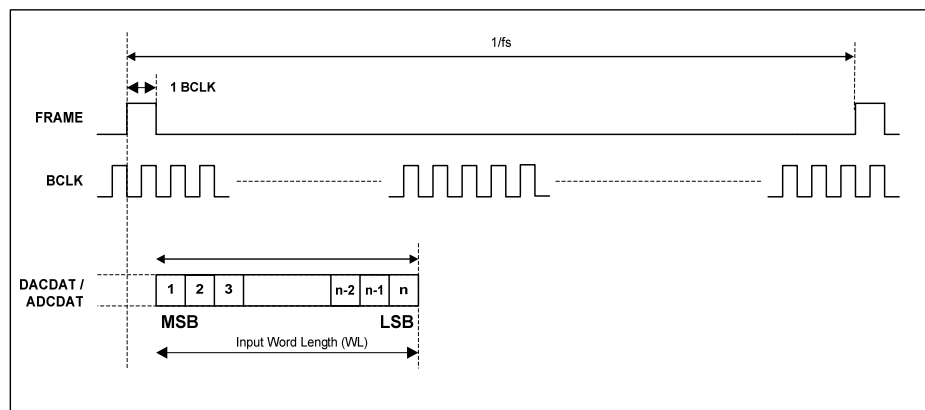 1/fs
1 BCLK
FRAME
BCLK
DACDAT /
ADCDAT
1 2 3 n-2 n-1 n
MSB LSB
Input Word Length (WL)